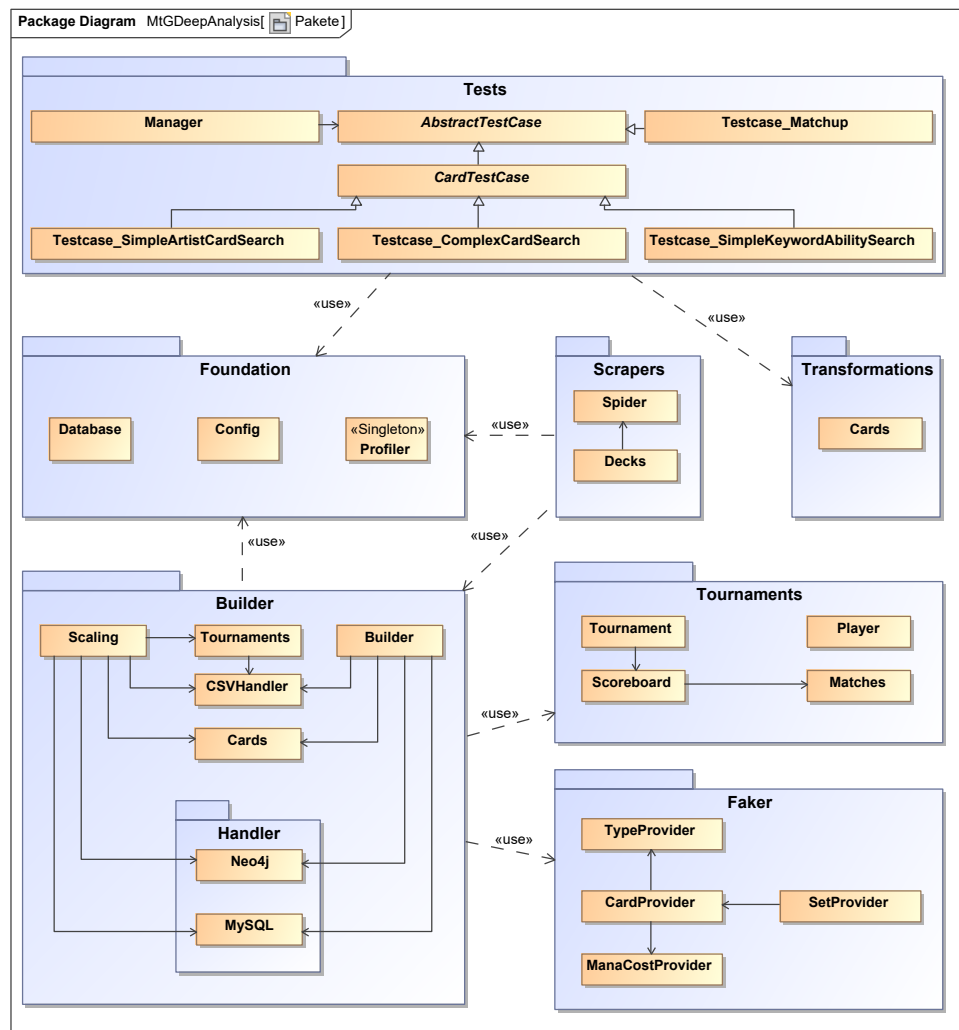 Package Diagram MtGDeepAnalysis[ Pakete ]
Tests
Manager
AbstractTestCase
Testcase_Matchup
CardTestCase
Testcase_SimpleArtistCardSearch
Testcase_ComplexCardSearch
Testcase_SimpleKeywordAbilitySearch
«use»
«use»
Foundation
Database
Config
«Singleton»
Profiler
«use»
Scrapers
Spider
Decks
Transformations
Cards
«use»
«use»
Builder
Scaling
Tournaments
Builder
CSVHandler
Cards
Handler
Neo4j
MySQL
«use»
Tournaments
Tournament
Player
Scoreboard
Matches
«use»
Faker
TypeProvider
CardProvider
SetProvider
ManaCostProvider